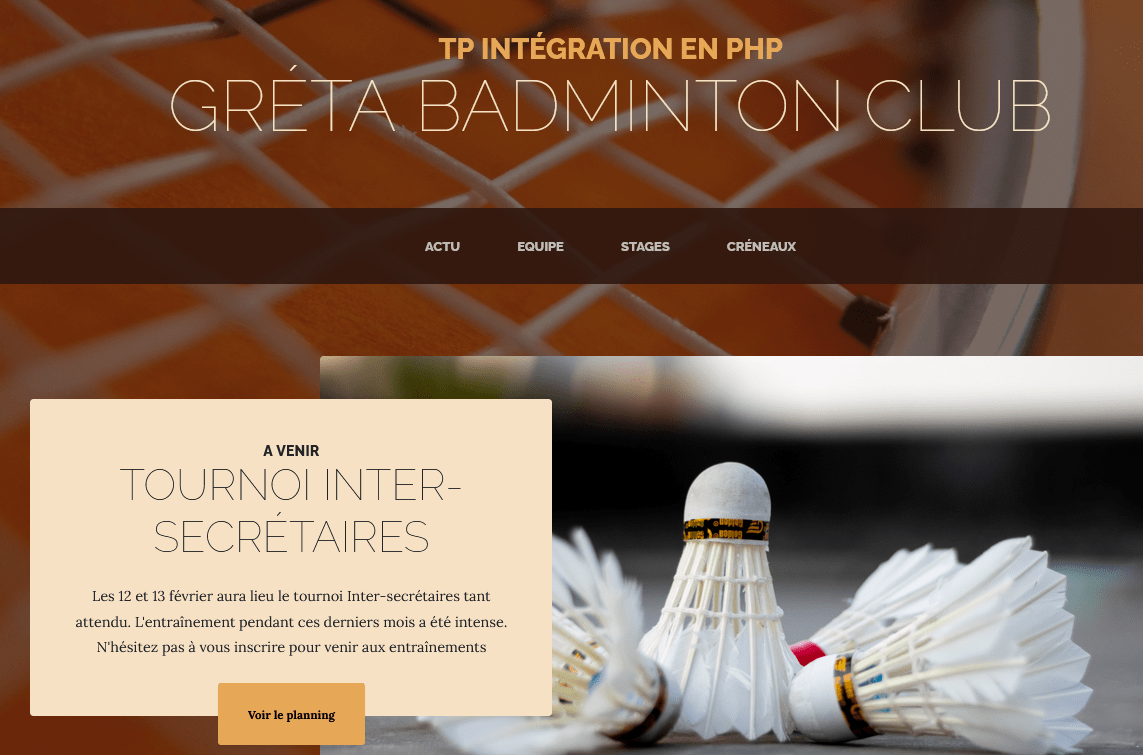 TP INTÉGRATION EN PHP
GRÉTA BADMINTON CLUB
ACTU EQUIPE STAGES CRÉNEAUX
A VENIR
TOURNOI INTER-
SECRÉTAIRES
Les 12 et 13 février aura lieu le tournoi Inter-secrétaires tant
attendu. L'entraînement pendant ces derniers mois a été intense.
N'hésitez pas à vous inscrire pour venir aux entraînements
Voir le planning